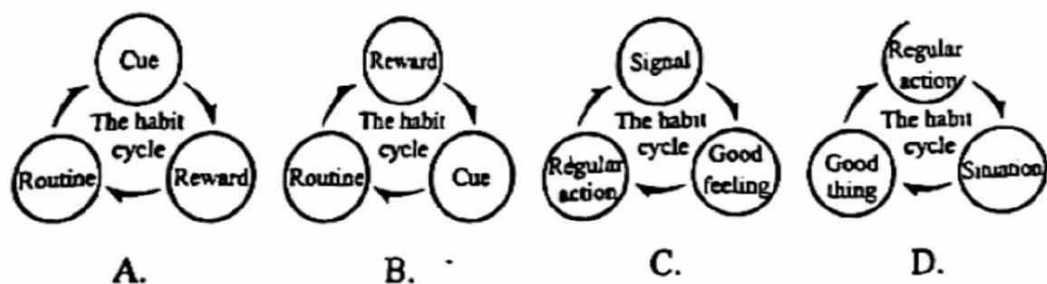 Cue
The habit
cycle
Routine
Reward
A.
Reward
The habit
cycle
Routine
Cue
B.
Signal
The habit
cycle
Regular
action
Good
feeling
C.
Regular
action
The habit
cycle
Good
thing
Situation
D.